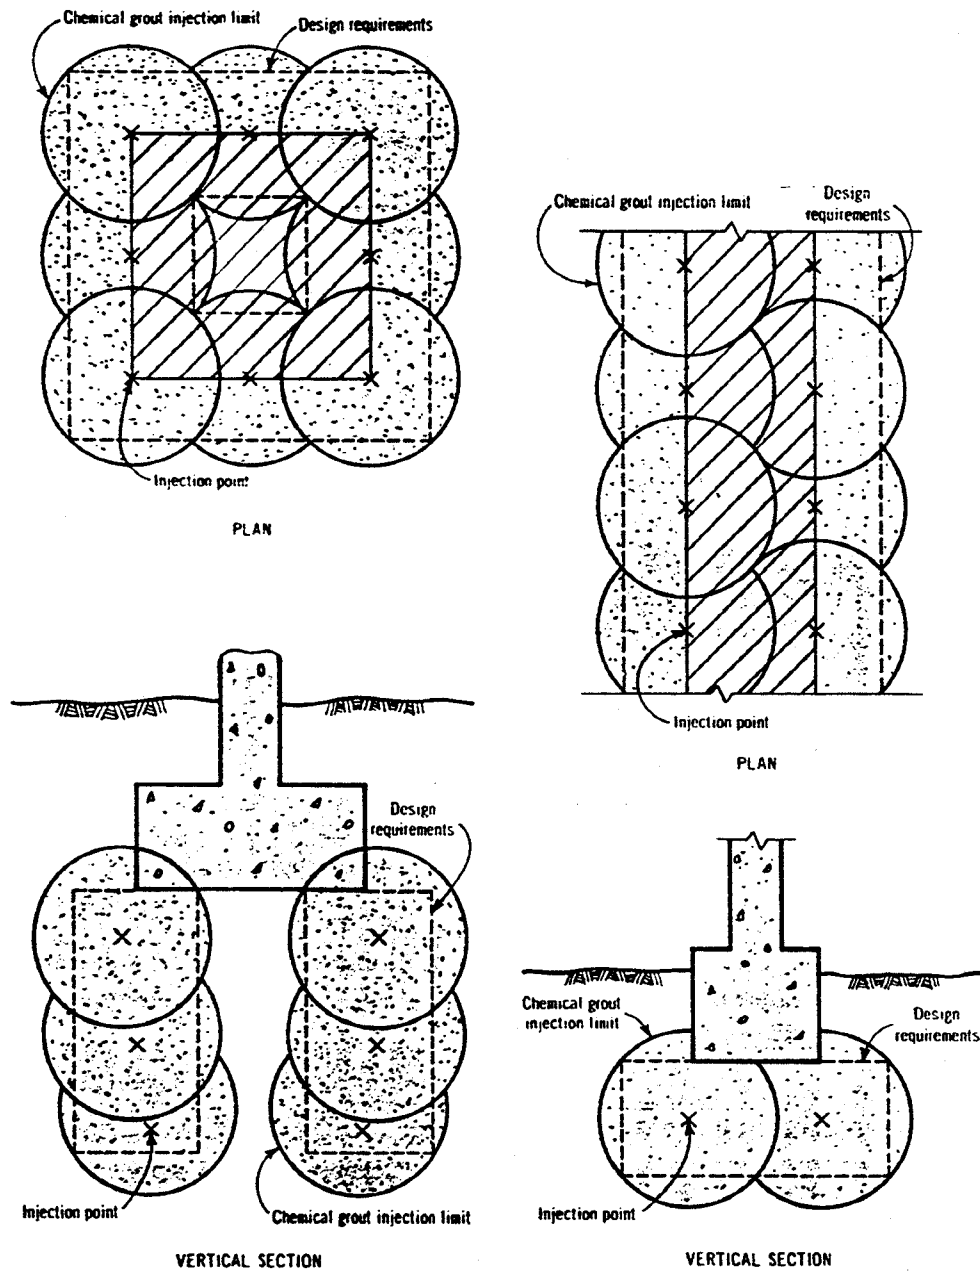 Chemical grout injection limit
Design requirements
Injection point
PLAN
Chemical grout injection limit
Design
requirements
Injection point
PLAN
Design
requirements
Injection point
Chemical grout injection limit
VERTICAL SECTION
Chemical grout
injection limit
Design
requirements
Injection point
VERTICAL SECTION